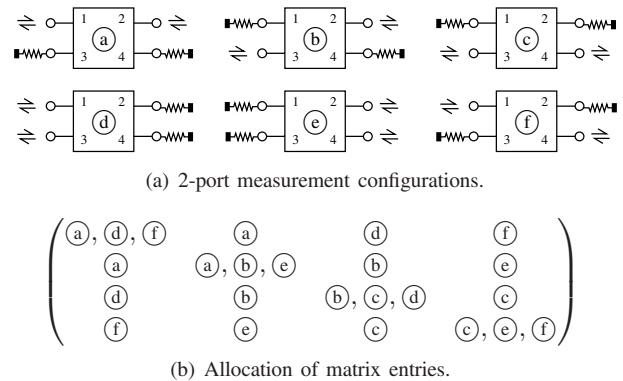 1 2
a
3 4
1 2
b
3 4
1 2
c
3 4
1 2
d
3 4
1 2
e
3 4
1 2
f
3 4
(a) 2-port measurement configurations.
a, d, f a d f
a a, b, e b e
d b b, c, d c
f e c c, e, f
(b) Allocation of matrix entries.